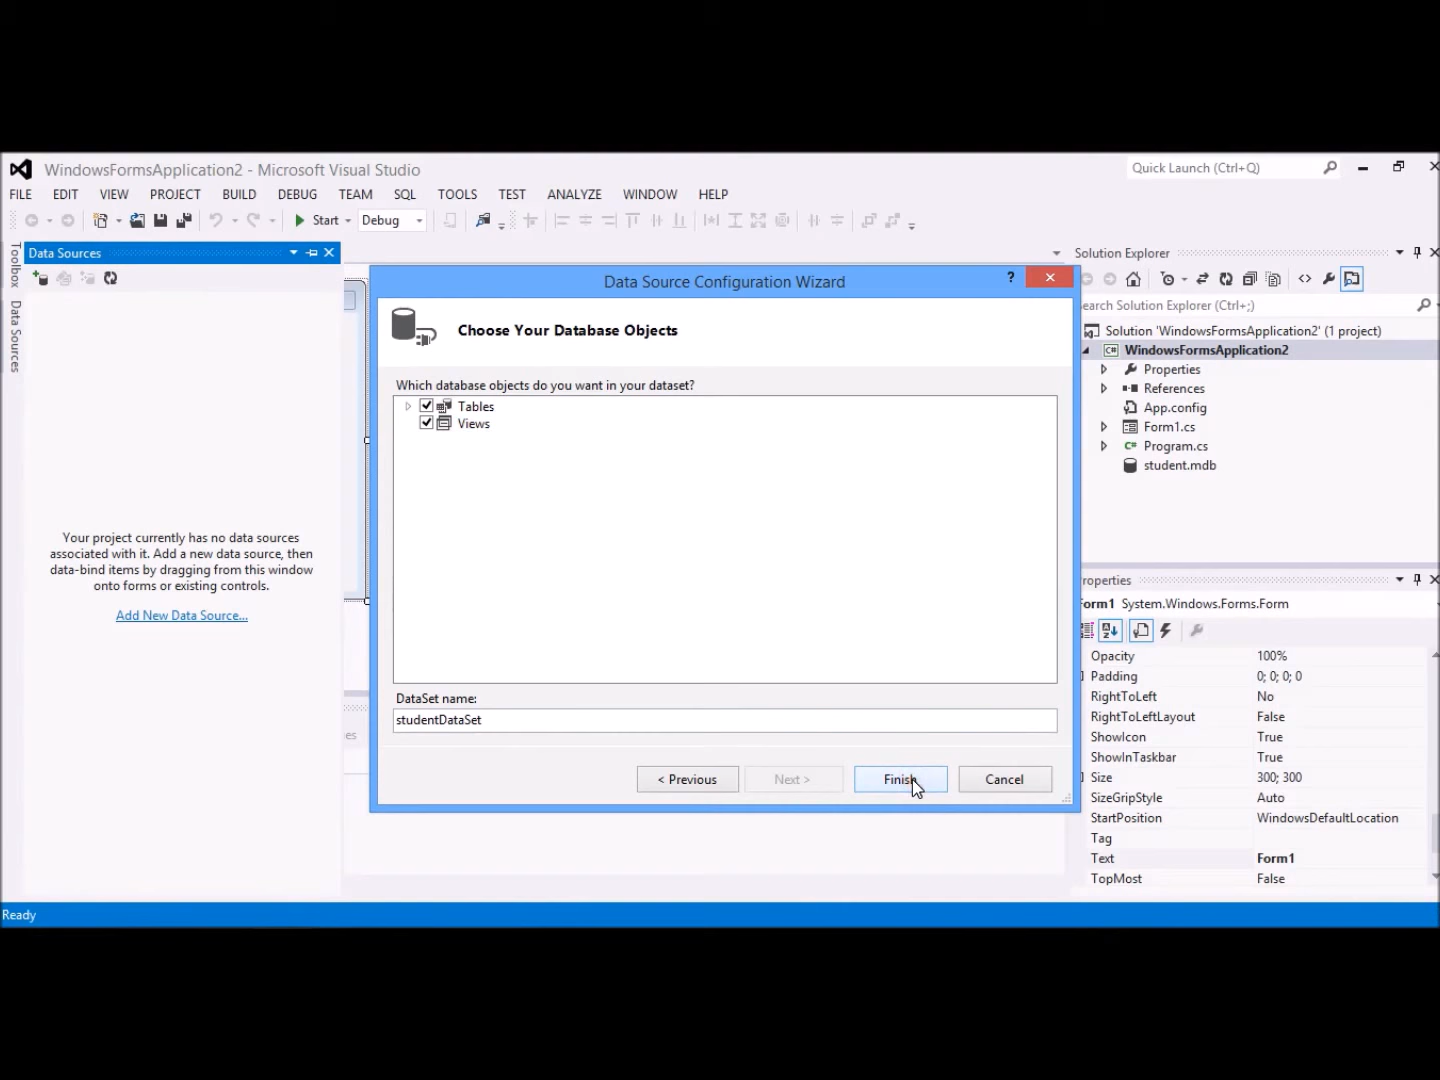 WindowsFormsApplication2 - Microsoft Visual Studio
Quick Launch (Ctrl+Q)
FILE EDIT VIEW PROJECT BUILD DEBUG TEAM SQL TOOLS TEST ANALYZE WINDOW HELP
Start Debug
Toolbox
Data Sources
Data Sources
Your project currently has no data sources
associated with it. Add a new data source, then
data-bind items by dragging from this window
onto forms or existing controls.
Add New Data Source...
Data Source Configuration Wizard
?
Choose Your Database Objects
Which database objects do you want in your dataset?
Tables
Views
DataSet name:
studentDataSet
< Previous Next > Finish Cancel
Solution Explorer
Search Solution Explorer (Ctrl+;)
Solution 'WindowsFormsApplication2' (1 project)
C# WindowsFormsApplication2
Properties
References
App.config
Form1.cs
C# Program.cs
student.mdb
roperties
Form1 System.Windows.Forms.Form
Opacity 100%
Padding 0; 0; 0; 0
RightToLeft No
RightToLeftLayout False
ShowIcon True
ShowInTaskbar True
Size 300; 300
SizeGripStyle Auto
StartPosition WindowsDefaultLocation
Tag
Text Form1
TopMost False
Ready